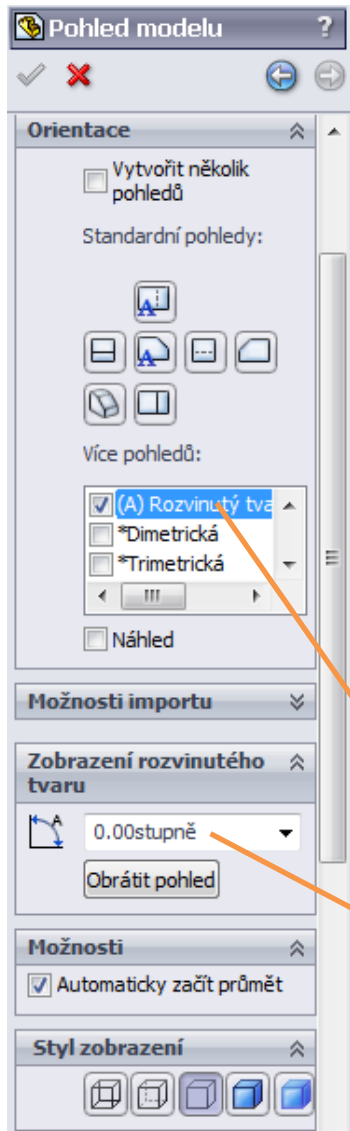 Pohled modelu ?
Orientace
Vytvořit několik
pohledů
Standardní pohledy:
A
A
Více pohledů:
(A) Rozvinutý tva
*Dimetrická
*Trimetrická
Náhled
Možnosti importu
Zobrazení rozvinutého
tvaru
A
0.00stupně
Obrátit pohled
Možnosti
Automaticky začít průmět
Styl zobrazení